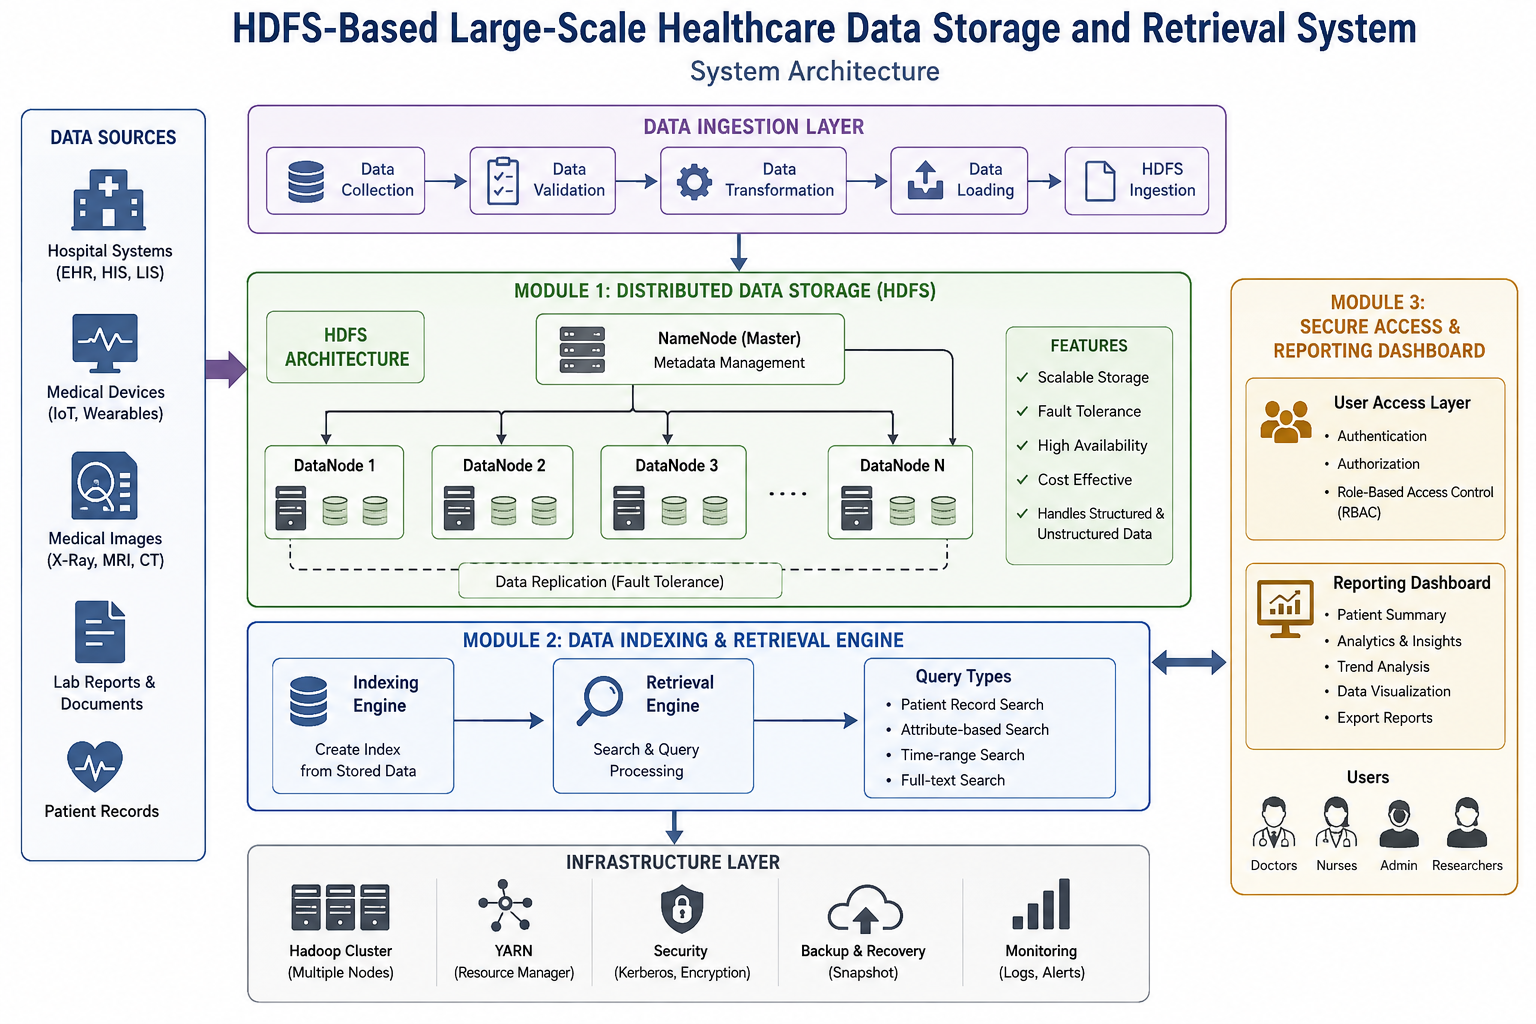 HDFS-Based Large-Scale Healthcare Data Storage and Retrieval System
System Architecture
DATA SOURCES
Hospital Systems
(EHR, HIS, LIS)
Medical Devices
(IoT, Wearables)
Medical Images
(X-Ray, MRI, CT)
Lab Reports &
Documents
Patient Records
DATA INGESTION LAYER
Data
Collection
Data
Validation
Data
Transformation
Data
Loading
HDFS
Ingestion
MODULE 1: DISTRIBUTED DATA STORAGE (HDFS)
HDFS
ARCHITECTURE
NameNode (Master)
Metadata Management
DataNode 1
DataNode 2
DataNode 3
....
DataNode N
Data Replication (Fault Tolerance)
FEATURES
✓ Scalable Storage
✓ Fault Tolerance
✓ High Availability
✓ Cost Effective
✓ Handles Structured &
Unstructured Data
MODULE 2: DATA INDEXING & RETRIEVAL ENGINE
Indexing
Engine
Create Index
from Stored Data
Retrieval
Engine
Search & Query
Processing
Query Types
• Patient Record Search
• Attribute-based Search
• Time-range Search
• Full-text Search
MODULE 3:
SECURE ACCESS &
REPORTING DASHBOARD
User Access Layer
• Authentication
• Authorization
• Role-Based Access Control
(RBAC)
Reporting Dashboard
• Patient Summary
• Analytics & Insights
• Trend Analysis
• Data Visualization
• Export Reports
Users
Doctors
Nurses
Admin
Researchers
INFRASTRUCTURE LAYER
Hadoop Cluster
(Multiple Nodes)
YARN
(Resource Manager)
Security
(Kerberos, Encryption)
Backup & Recovery
(Snapshot)
Monitoring
(Logs, Alerts)